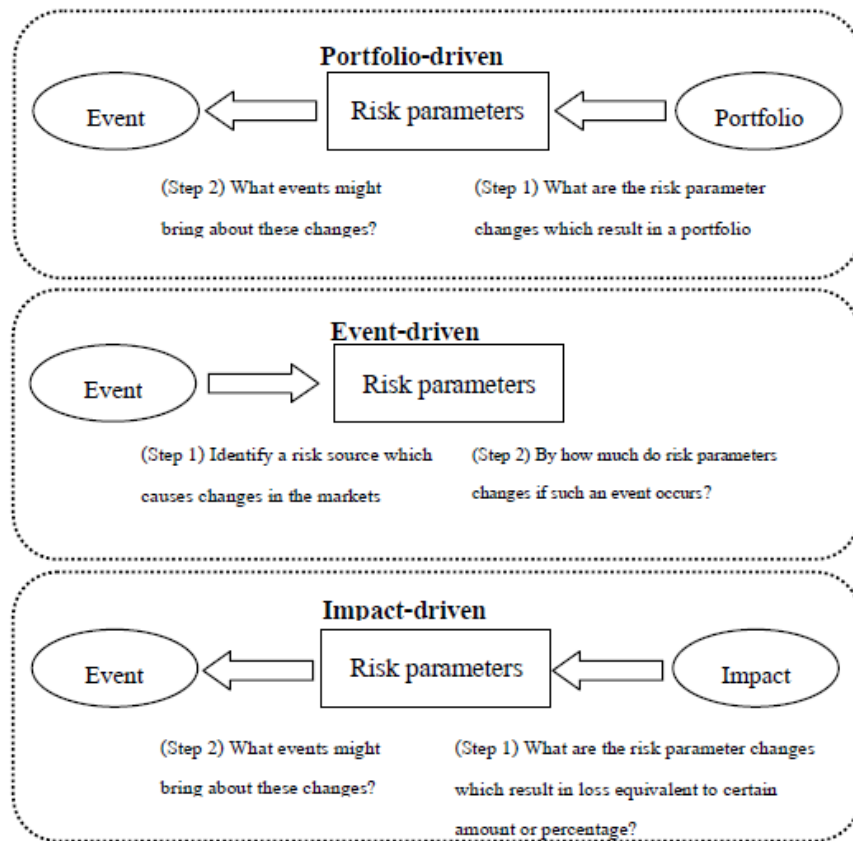 Portfolio-driven
Event
Risk parameters
Portfolio
(Step 2) What events might
bring about these changes?
(Step 1) What are the risk parameter
changes which result in a portfolio
Event-driven
Event
Risk parameters
(Step 1) Identify a risk source which
causes changes in the markets
(Step 2) By how much do risk parameters
changes if such an event occurs?
Impact-driven
Event
Risk parameters
Impact
(Step 2) What events might
bring about these changes?
(Step 1) What are the risk parameter changes
which result in loss equivalent to certain
amount or percentage?